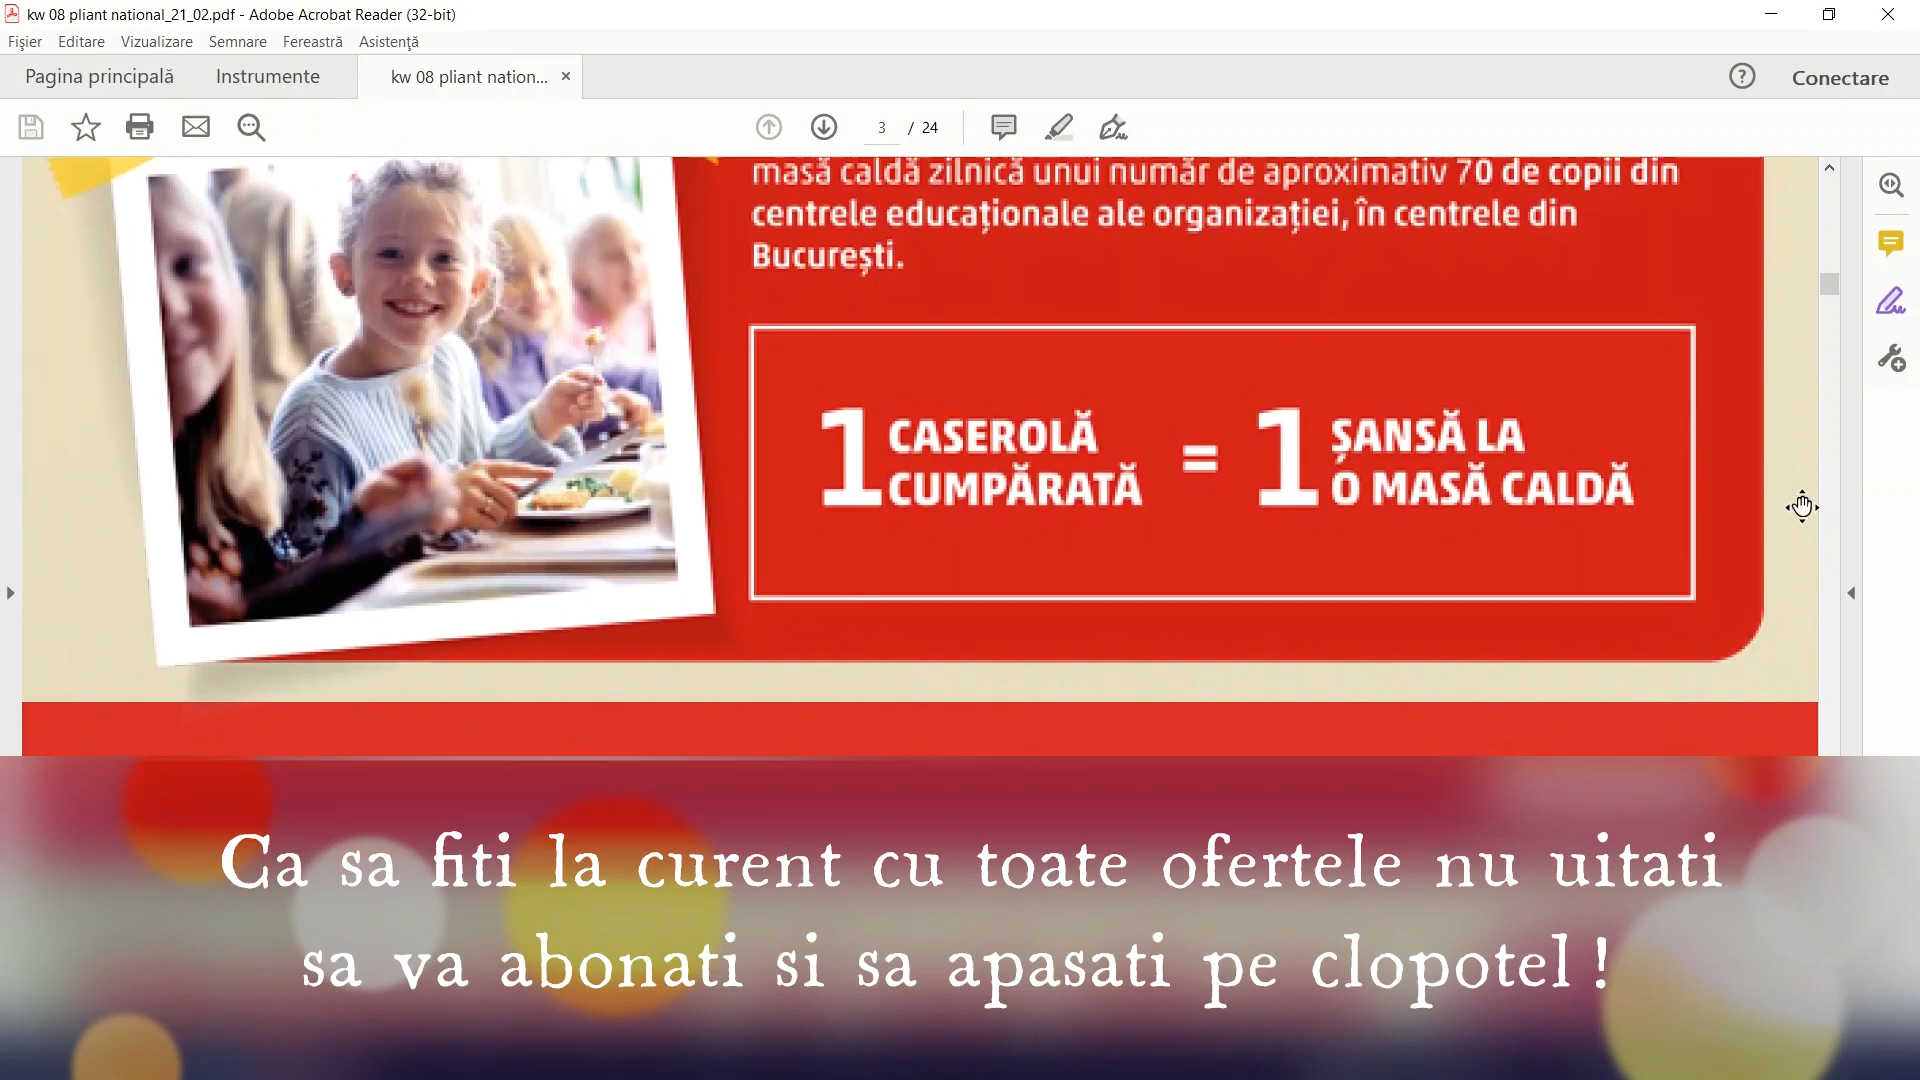 kw 08 pliant national_21_02.pdf - Adobe Acrobat Reader (32-bit)
Fişier Editare Vizualizare Semnare Fereastră Asistenţă
Pagina principală Instrumente kw 08 pliant nation... × Conectare
3 / 24
masă caldă zilnică unui număr de aproximativ 70 de copii din
centrele educaționale ale organizației, în centrele din
București.
1 CASEROLĂ CUMPĂRATĂ = 1 ȘANSĂ LA O MASĂ CALDĂ
Ca sa fiti la curent cu toate ofertele nu uitati
sa va abonati si sa apasati pe clopotel !